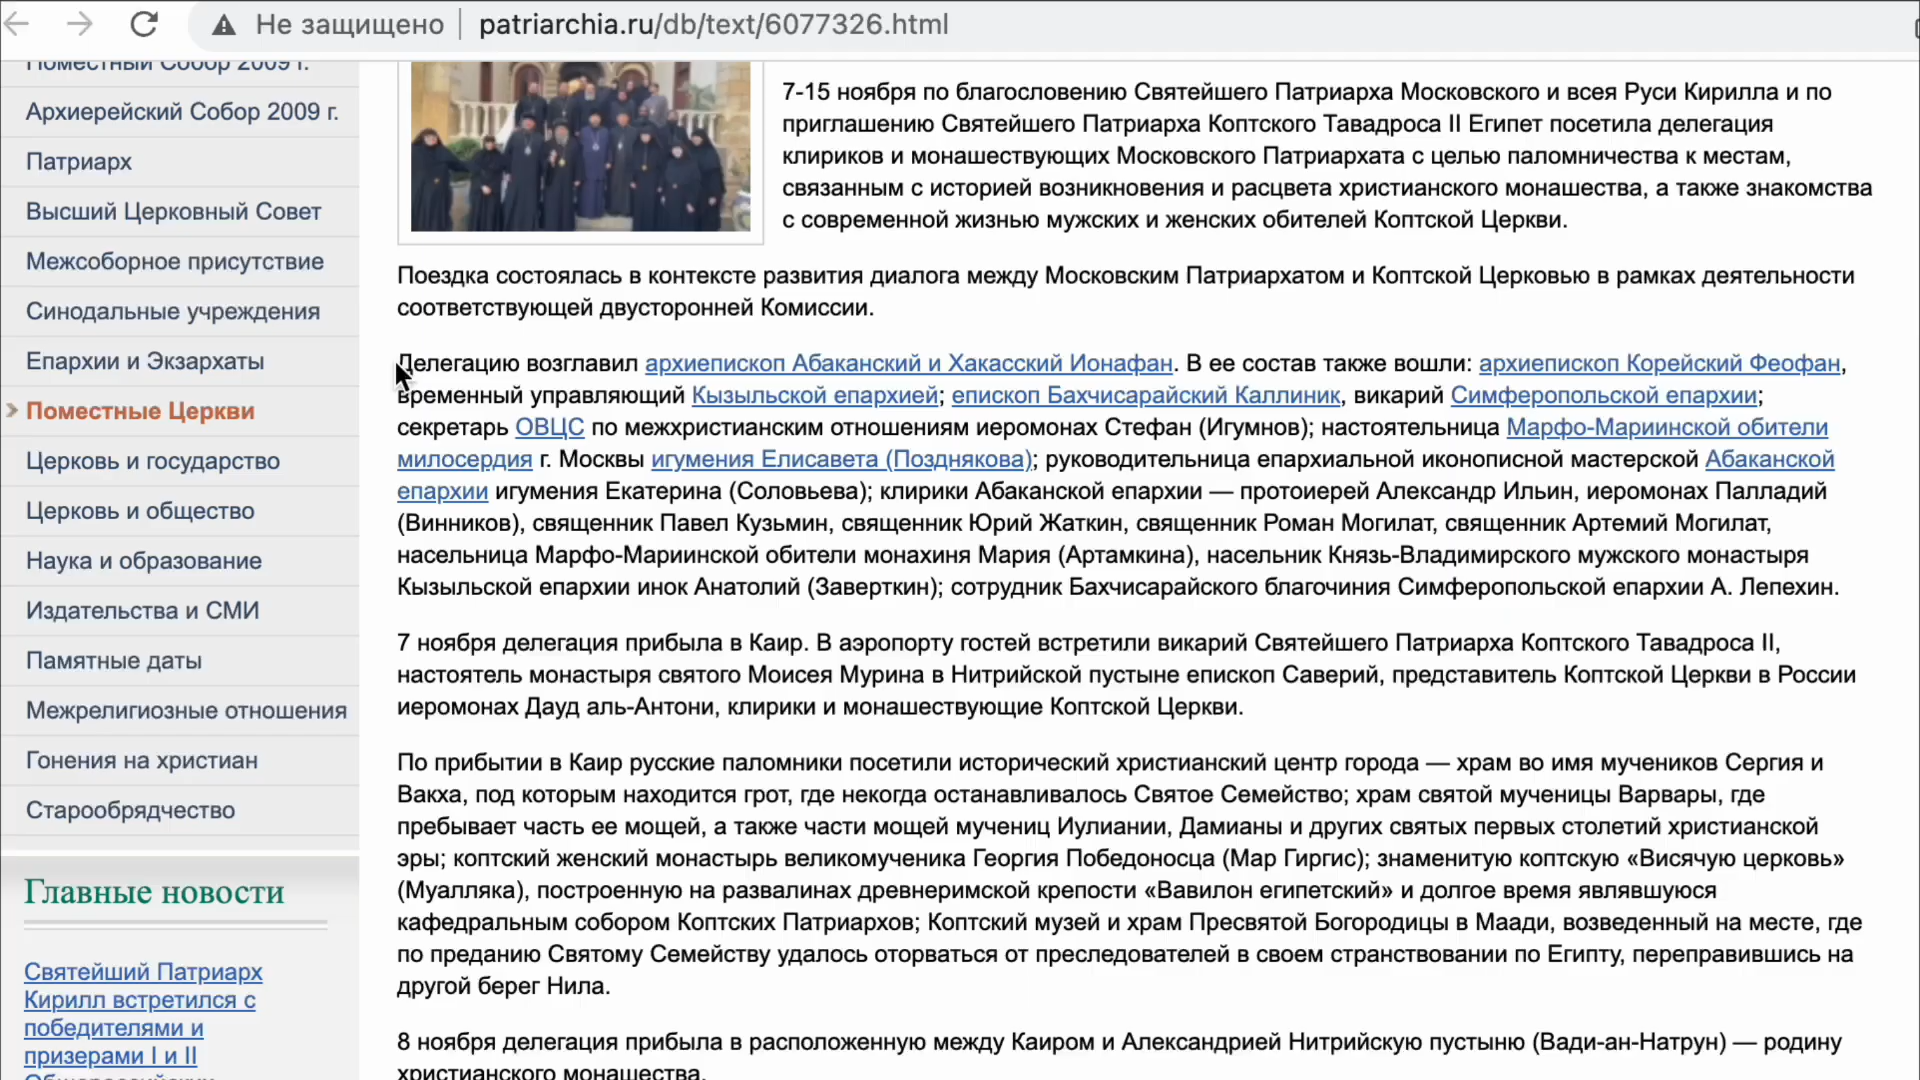 Не защищено patriarchia.ru/db/text/6077326.html
Поместный Собор 2009 г.
Архиерейский Собор 2009 г.
Патриарх
Высший Церковный Совет
Межсоборное присутствие
Синодальные учреждения
Епархии и Экзархаты
Поместные Церкви
Церковь и государство
Церковь и общество
Наука и образование
Издательства и СМИ
Памятные даты
Межрелигиозные отношения
Гонения на христиан
Старообрядчество
Главные новости
Святейший Патриарх
Кирилл встретился с
победителями и
призерами I и II
Общероссийских
7-15 ноября по благословению Святейшего Патриарха Московского и всея Руси Кирилла и по
приглашению Святейшего Патриарха Коптского Тавадроса II Египет посетила делегация
клириков и монашествующих Московского Патриархата с целью паломничества к местам,
связанным с историей возникновения и расцвета христианского монашества, а также знакомства
с современной жизнью мужских и женских обителей Коптской Церкви.
Поездка состоялась в контексте развития диалога между Московским Патриархатом и Коптской Церковью в рамках деятельности
соответствующей двусторонней Комиссии.
Делегацию возглавил архиепископ Абаканский и Хакасский Ионафан. В ее состав также вошли: архиепископ Корейский Феофан,
временный управляющий Кызыльской епархией; епископ Бахчисарайский Каллиник, викарий Симферопольской епархии;
секретарь ОВЦС по межхристианским отношениям иеромонах Стефан (Игумнов); настоятельница Марфо-Мариинской обители
милосердия г. Москвы игумения Елисавета (Позднякова); руководительница епархиальной иконописной мастерской Абаканской
епархии игумения Екатерина (Соловьева); клирики Абаканской епархии — протоиерей Александр Ильин, иеромонах Палладий
(Винников), священник Павел Кузьмин, священник Юрий Жаткин, священник Роман Могилат, священник Артемий Могилат,
насельница Марфо-Мариинской обители монахиня Мария (Артамкина), насельник Князь-Владимирского мужского монастыря
Кызыльской епархии инок Анатолий (Заверткин); сотрудник Бахчисарайского благочиния Симферопольской епархии А. Лепехин.
7 ноября делегация прибыла в Каир. В аэропорту гостей встретили викарий Святейшего Патриарха Коптского Тавадроса II,
настоятель монастыря святого Моисея Мурина в Нитрийской пустыне епископ Саверий, представитель Коптской Церкви в России
иеромонах Дауд аль-Антони, клирики и монашествующие Коптской Церкви.
По прибытии в Каир русские паломники посетили исторический христианский центр города — храм во имя мучеников Сергия и
Вакха, под которым находится грот, где некогда останавливалось Святое Семейство; храм святой мученицы Варвары, где
пребывает часть ее мощей, а также части мощей мучениц Иулиании, Дамианы и других святых первых столетий христианской
эры; коптский женский монастырь великомученика Георгия Победоносца (Мар Гиргис); знаменитую коптскую «Висячую церковь»
(Муалляка), построенную на развалинах древнеримской крепости «Вавилон египетский» и долгое время являвшуюся
кафедральным собором Коптских Патриархов; Коптский музей и храм Пресвятой Богородицы в Маади, возведенный на месте, где
по преданию Святому Семейству удалось оторваться от преследователей в своем странствовании по Египту, переправившись на
другой берег Нила.
8 ноября делегация прибыла в расположенную между Каиром и Александрией Нитрийскую пустыню (Вади-ан-Натрун) — родину
христианского монашества.